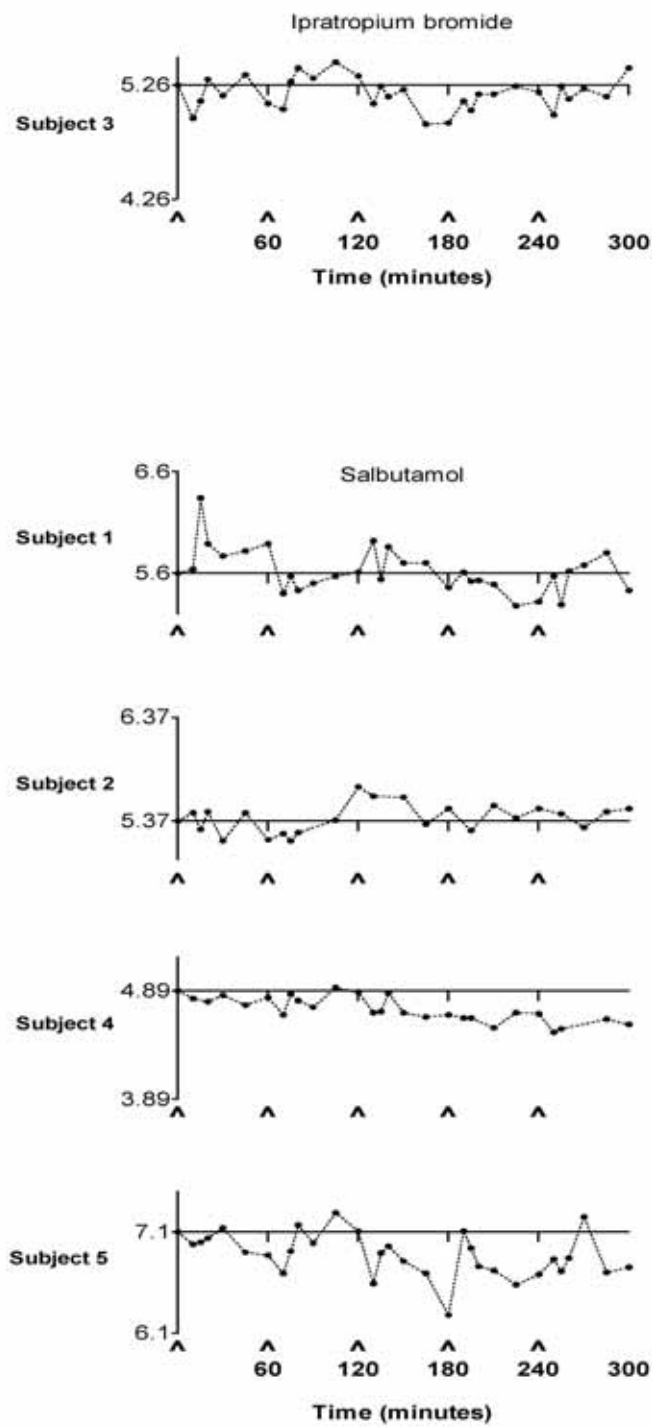 Ipratropium bromide
5.26
Subject 3
4.26
^ ^ ^ ^ ^
60 120 180 240 300
Time (minutes)
6.6
Salbutamol
Subject 1
5.6
^ ^ ^ ^ ^
6.37
Subject 2
5.37
^ ^ ^ ^ ^
4.89
Subject 4
3.89
^ ^ ^ ^ ^
7.1
Subject 5
6.1
^ ^ ^ ^ ^
60 120 180 240 300
Time (minutes)